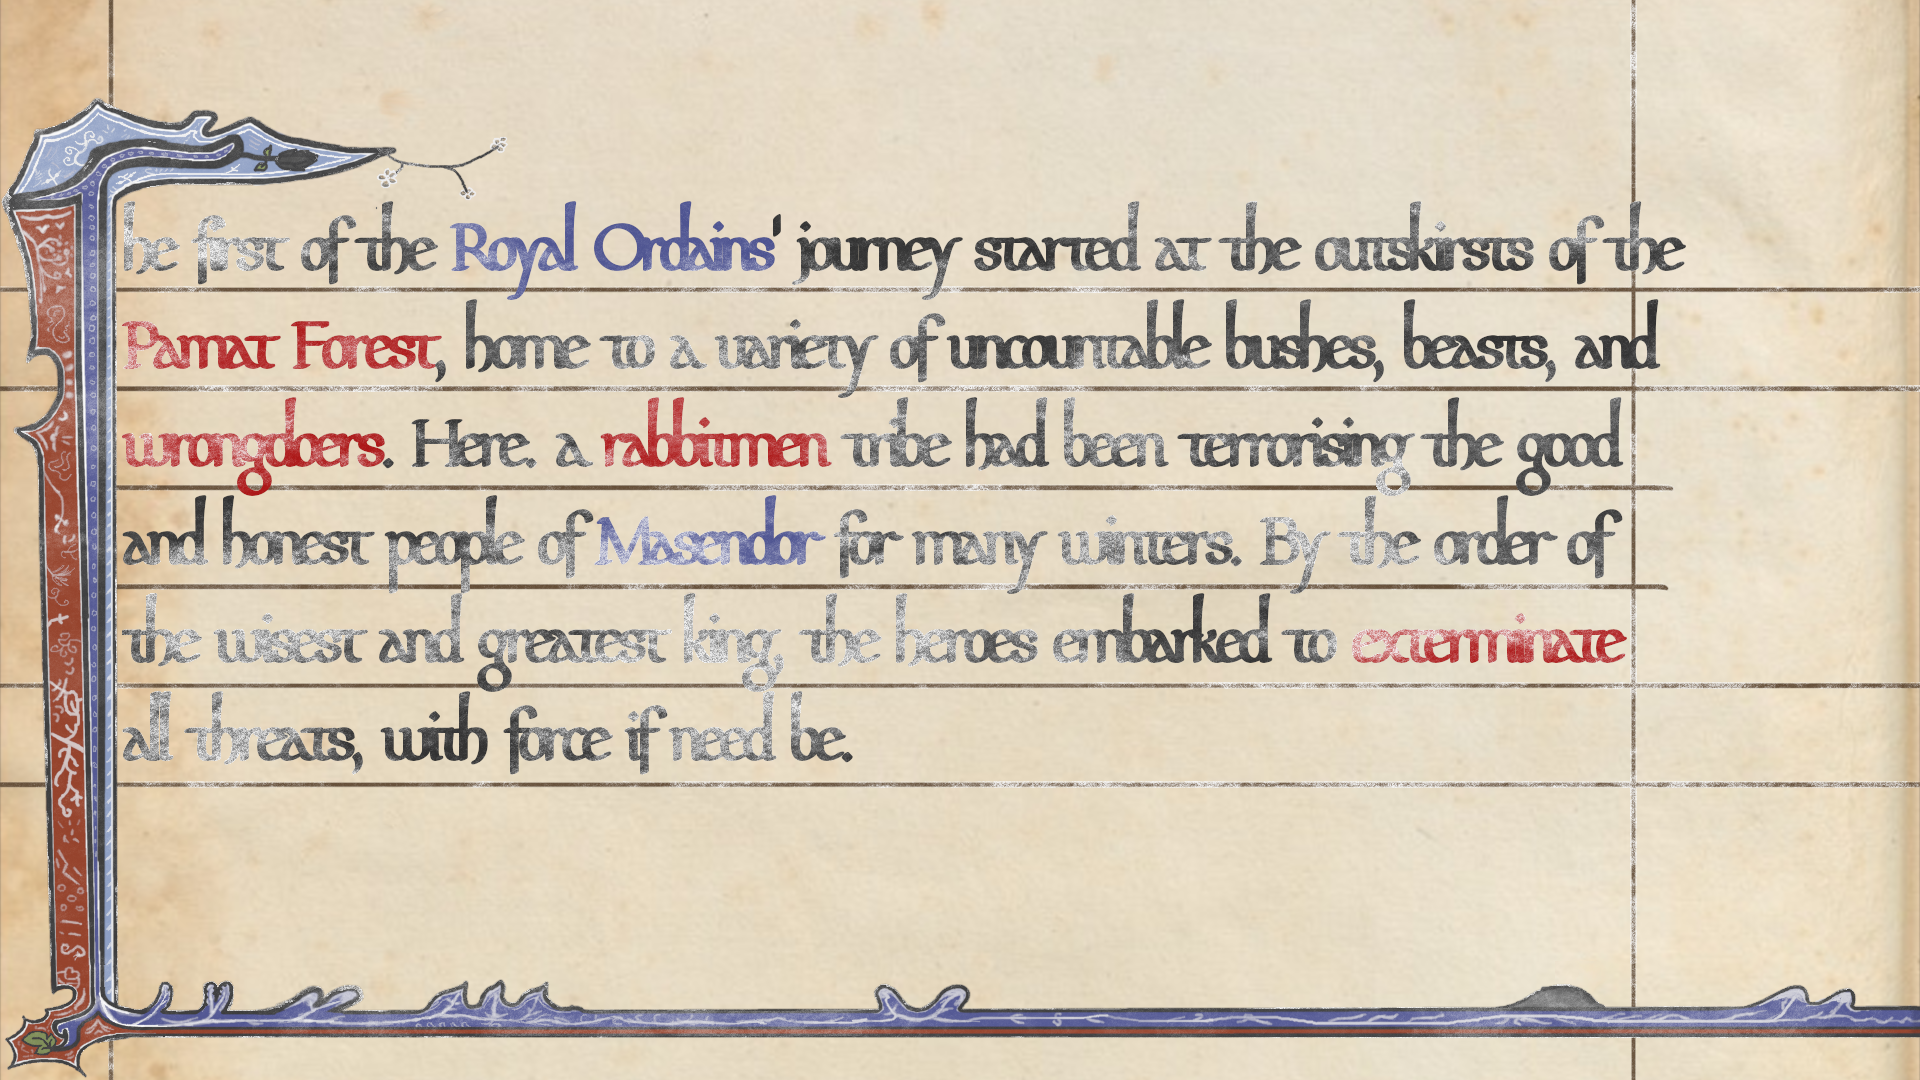 he first of the Royal Ordains' journey started at the outskirsts of the
Pamat Forest, home to a variety of uncountable bushes, beasts, and
wrongdoers. Here, a rabbitmen tribe had been terrorising the good
and honest people of Masendor for many winters. By the order of
the wisest and greatest king, the heroes embarked to exterminate
all threats, with force if need be.